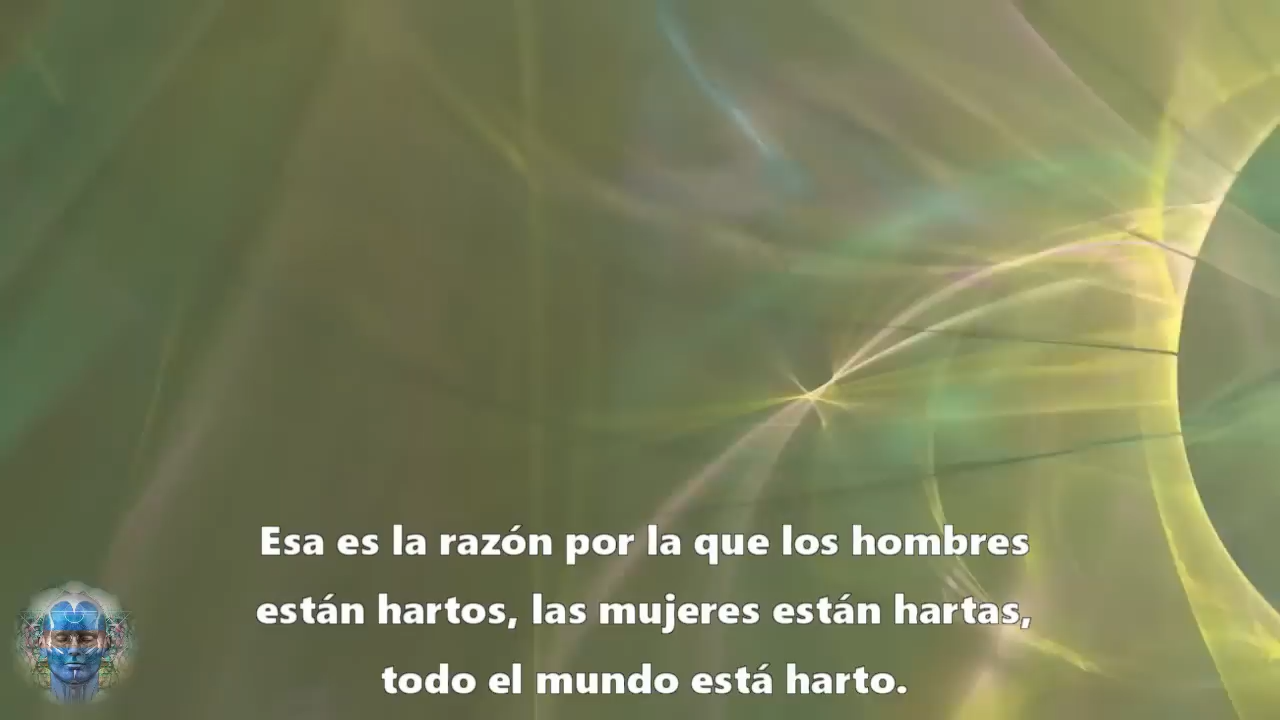 Esa es la razón por la que los hombres
están hartos, las mujeres están hartas,
todo el mundo está harto.